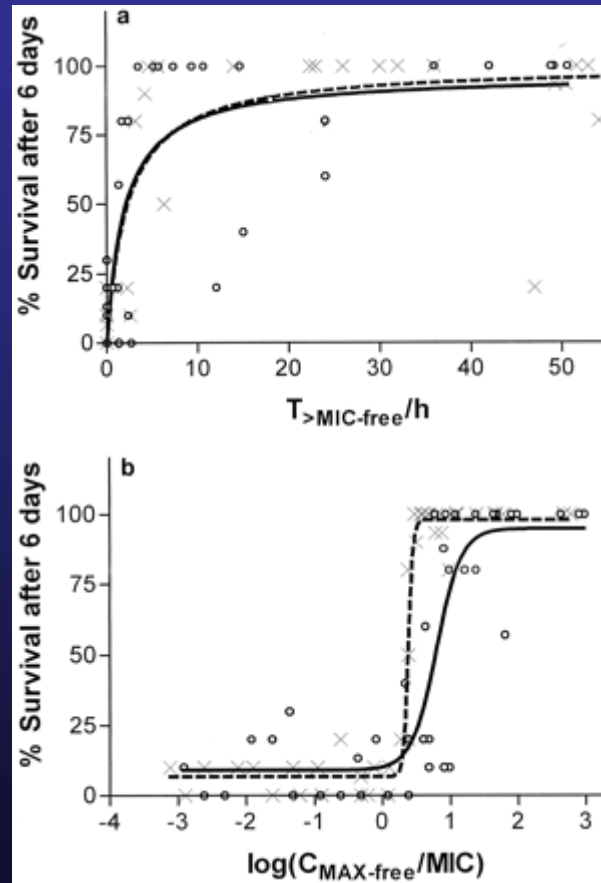 a
% Survival after 6 days
100
75
50
25
0
0 10 20 30 40 50
T>MIC-free/h
b
% Survival after 6 days
100
75
50
25
0
-4 -3 -2 -1 0 1 2 3
log(CMAX-free/MIC)